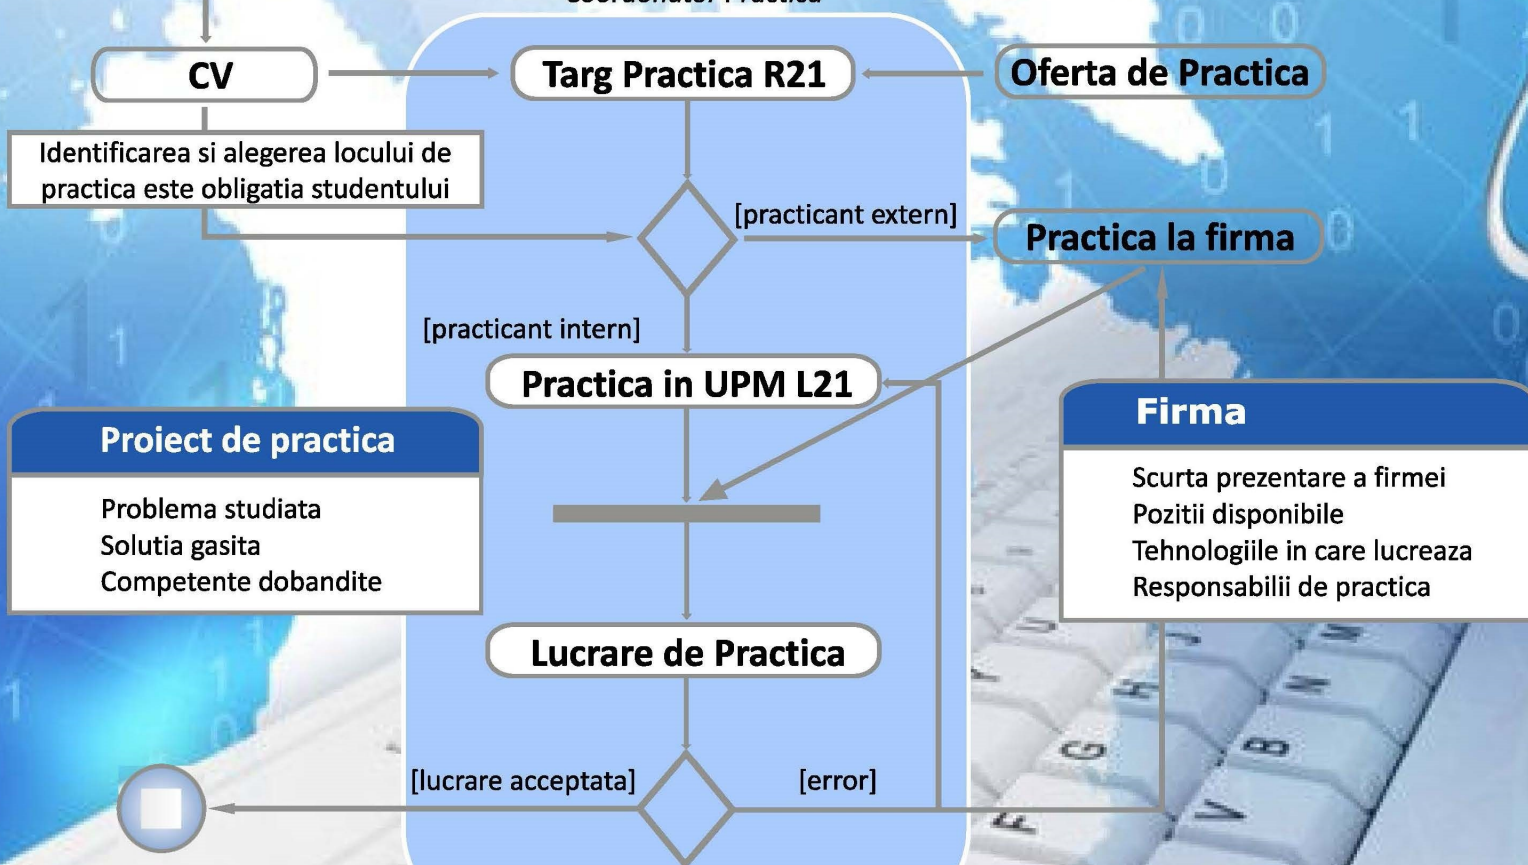 Coordonator Practica
CV
Targ Practica R21
Oferta de Practica
Identificarea si alegerea locului de
practica este obligatia studentului
[practicant extern]
Practica la firma
[practicant intern]
Practica in UPM L21
Proiect de practica
Problema studiata
Solutia gasita
Competente dobandite
Firma
Scurta prezentare a firmei
Pozitii disponibile
Tehnologiile in care lucreaza
Responsabilii de practica
Lucrare de Practica
[lucrare acceptata]
[error]